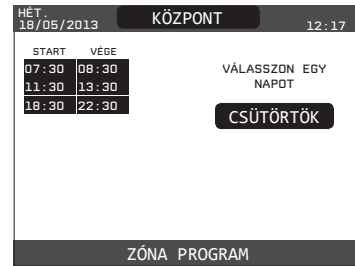 HÉT.
18/05/2013 KÖZPONT 12:17
START VÉGE
07:30 08:30
11:30 13:30
18:30 22:30
VÁLASSZON EGY
NAPOT
CSÜTÖRTÖK
ZÓNA PROGRAM